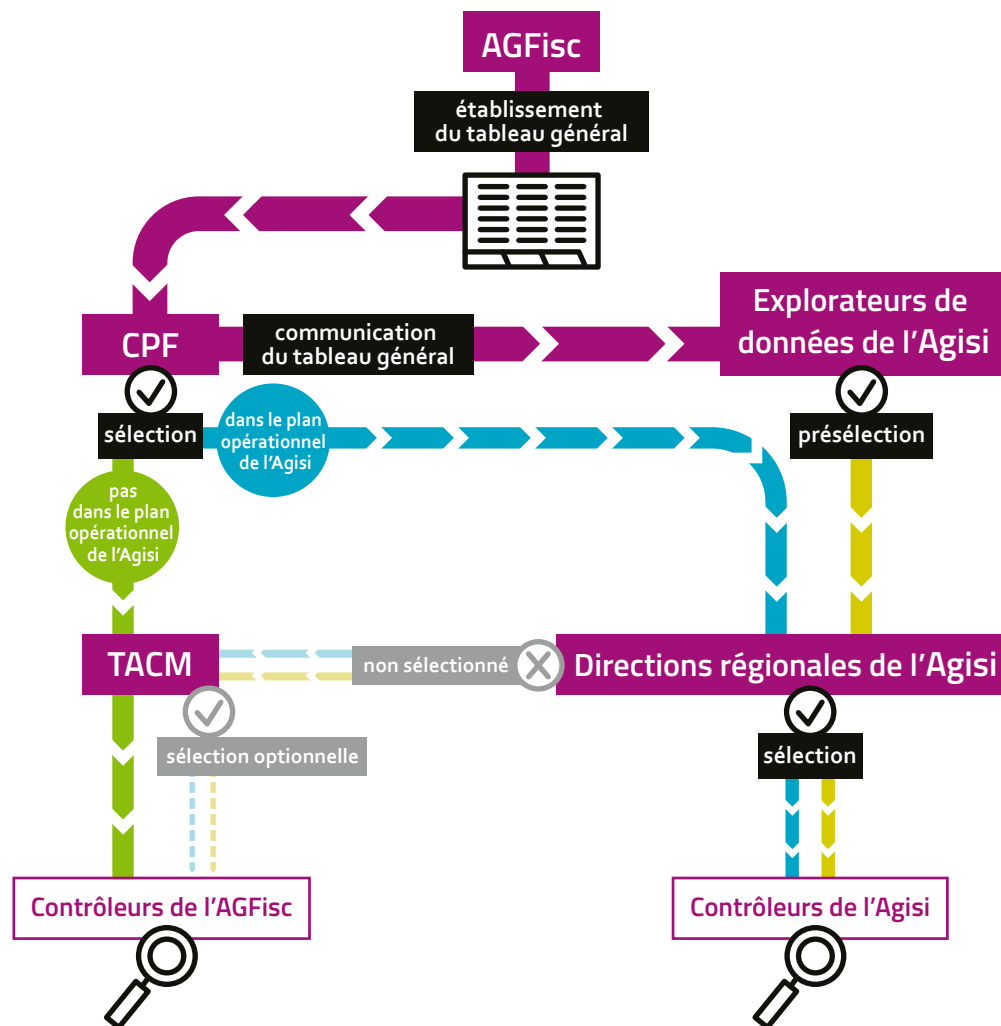 AGFisc
établissement
du tableau général
CPF
communication
du tableau général
Explorateurs de
données de l'Agisi
sélection
dans le plan
opérationnel
de l'Agisi
présélection
pas
dans le plan
opérationnel
de l'Agisi
TACM
non sélectionné
Directions régionales de l'Agisi
sélection optionnelle
sélection
Contrôleurs de l'AGFisc
Contrôleurs de l'Agisi